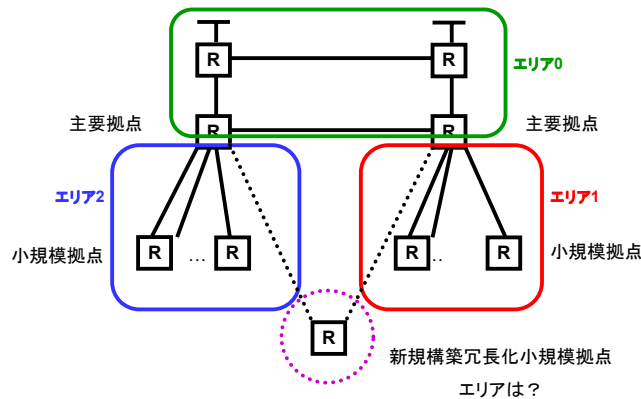 R
R
エリア0
主要拠点
R
R
主要拠点
エリア2
エリア1
小規模拠点
R
...
R
R
..
R
小規模拠点
R
新規構築冗長化小規模拠点
エリアは？